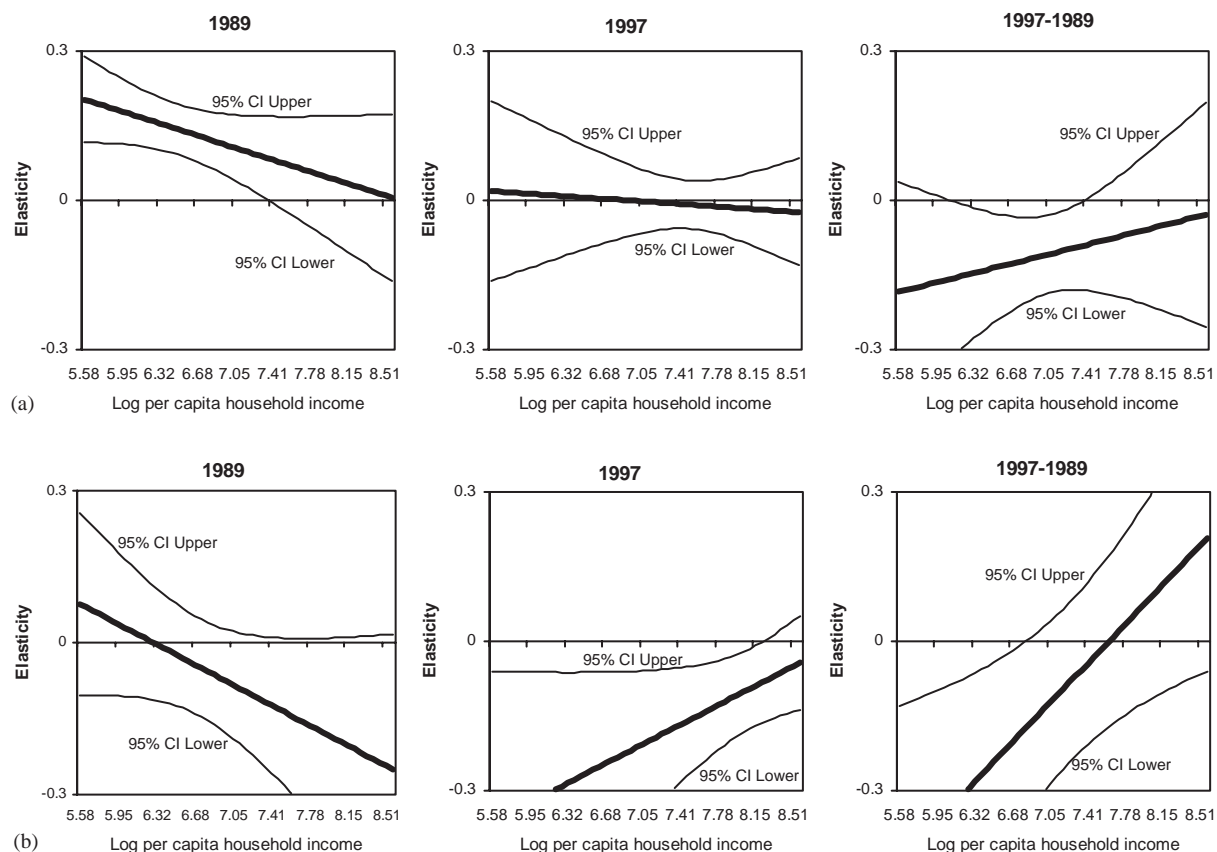 1989
0.3
95% CI Upper
Elasticity
0
95% CI Lower
-0.3
5.58 5.95 6.32 6.68 7.05 7.41 7.78 8.15 8.51
(a)
Log per capita household income
1997
0.3
95% CI Upper
Elasticity
0
95% CI Lower
-0.3
5.58 5.95 6.32 6.68 7.05 7.41 7.78 8.15 8.51
Log per capita household income
1997-1989
0.3
95% CI Upper
Elasticity
0
95% CI Lower
-0.3
5.58 5.95 6.32 6.68 7.05 7.41 7.78 8.15 8.51
Log per capita household income
1989
0.3
95% CI Upper
Elasticity
0
95% CI Lower
-0.3
5.58 5.95 6.32 6.68 7.05 7.41 7.78 8.15 8.51
(b)
Log per capita household income
1997
0.3
Elasticity
0
95% CI Upper
95% CI Lower
-0.3
5.58 5.95 6.32 6.68 7.05 7.41 7.78 8.15 8.51
Log per capita household income
1997-1989
0.3
95% CI Upper
Elasticity
0
95% CI Lower
-0.3
5.58 5.95 6.32 6.68 7.05 7.41 7.78 8.15 8.51
Log per capita household income